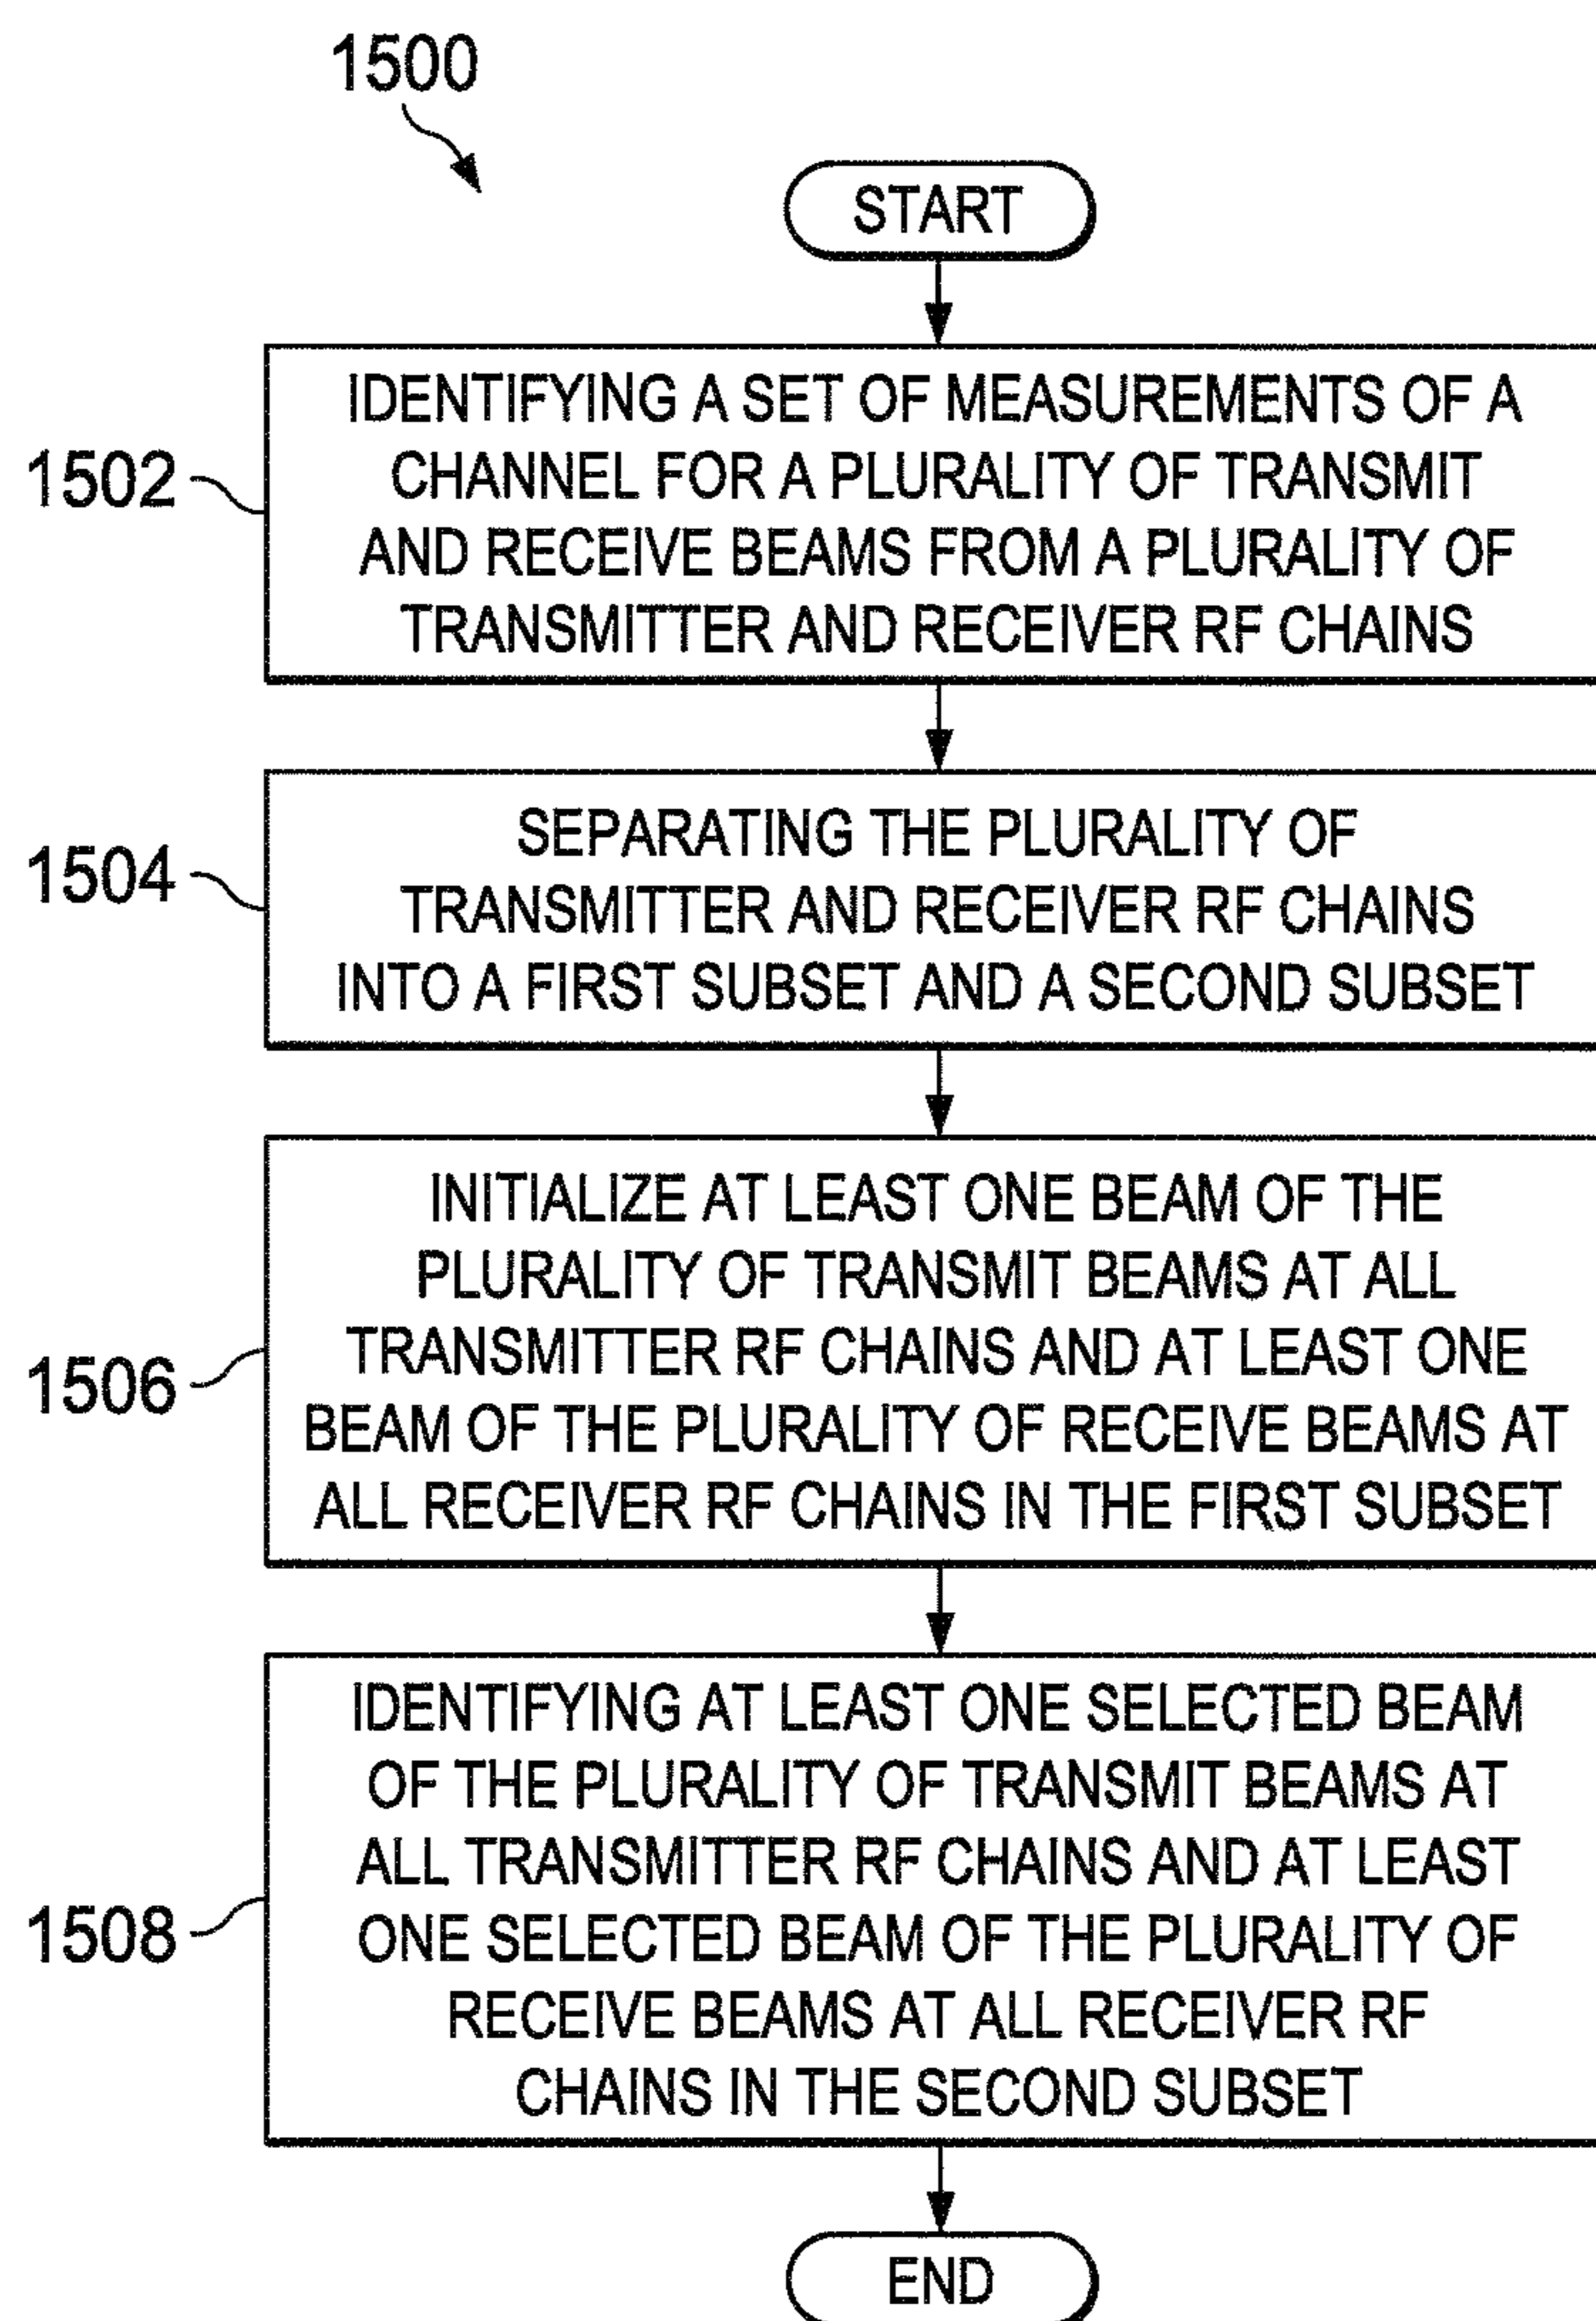 1500
START
1502
IDENTIFYING A SET OF MEASUREMENTS OF A
CHANNEL FOR A PLURALITY OF TRANSMIT
AND RECEIVE BEAMS FROM A PLURALITY OF
TRANSMITTER AND RECEIVER RF CHAINS
1504
SEPARATING THE PLURALITY OF
TRANSMITTER AND RECEIVER RF CHAINS
INTO A FIRST SUBSET AND A SECOND SUBSET
1506
INITIALIZE AT LEAST ONE BEAM OF THE
PLURALITY OF TRANSMIT BEAMS AT ALL
TRANSMITTER RF CHAINS AND AT LEAST ONE
BEAM OF THE PLURALITY OF RECEIVE BEAMS AT
ALL RECEIVER RF CHAINS IN THE FIRST SUBSET
1508
IDENTIFYING AT LEAST ONE SELECTED BEAM
OF THE PLURALITY OF TRANSMIT BEAMS AT
ALL TRANSMITTER RF CHAINS AND AT LEAST
ONE SELECTED BEAM OF THE PLURALITY OF
RECEIVE BEAMS AT ALL RECEIVER RF
CHAINS IN THE SECOND SUBSET
END